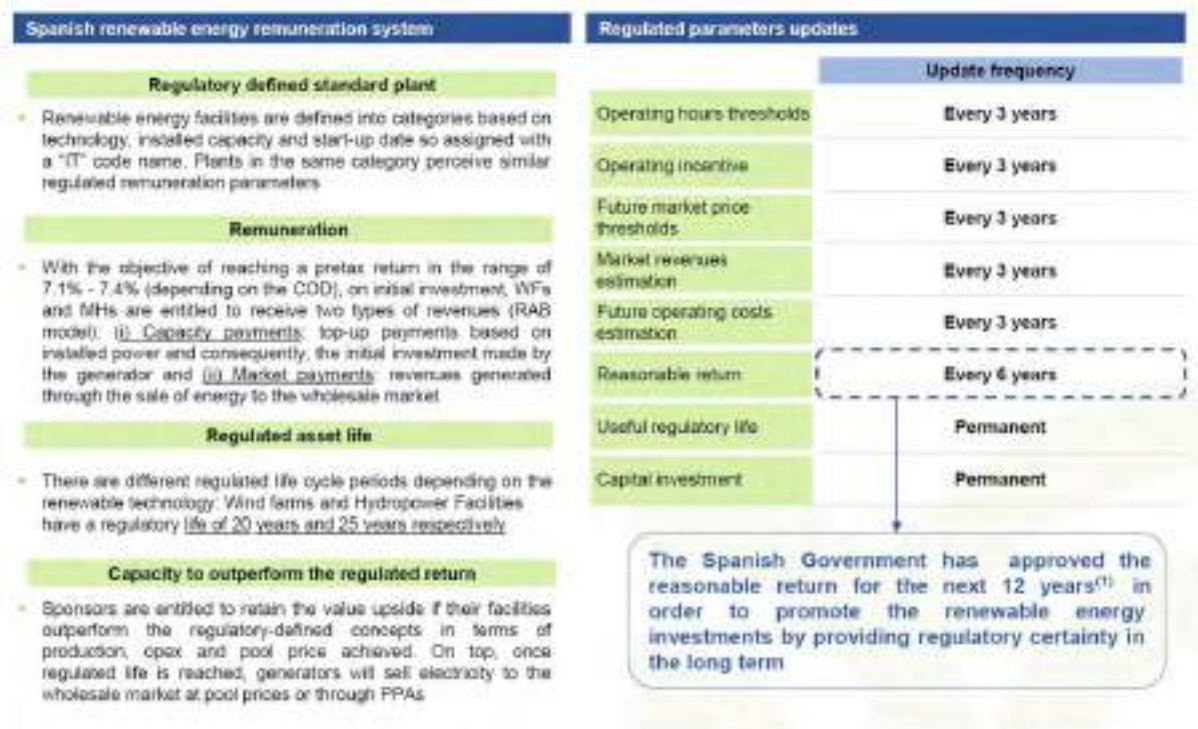 Spanish renewable energy remuneration system
Regulatory defined standard plant
Renewable energy facilities are defined into categories based on
technology, installed capacity and start-up date so assigned with
a "IT" code name. Plants in the same category perceive similar
regulated remuneration parameters
Remuneration
With the objective of reaching a pretax return in the range of
7.1% - 7.4% (depending on the COD), on initial investment, WFs
and MHs are entitled to receive two types of revenues (RAB
model): (i) Capacity payments: top-up payments based on
installed power and consequently, the initial investment made by
the generator and (ii) Market payments: revenues generated
through the sale of energy to the wholesale market
Regulated asset life
There are different regulated life cycle periods depending on the
renewable technology: Wind farms and Hydropower Facilities
have a regulatory life of 20 years and 25 years respectively
Capacity to outperform the regulated return
Sponsors are entitled to retain the value upside if their facilities
outperform the regulatory-defined concepts in terms of
production, opex and pool price achieved. On top, once
regulated life is reached, generators will sell electricity to the
wholesale market at pool prices or through PPAs
Regulated parameters updates
Update frequency
Operating hours thresholds Every 3 years
Operating incentive Every 3 years
Future market price
thresholds Every 3 years
Market revenues
estimation Every 3 years
Future operating costs
estimation Every 3 years
Reasonable return Every 6 years
Useful regulatory life Permanent
Capital investment Permanent
The Spanish Government has approved the
reasonable return for the next 12 years(1) in
order to promote the renewable energy
investments by providing regulatory certainty in
the long term